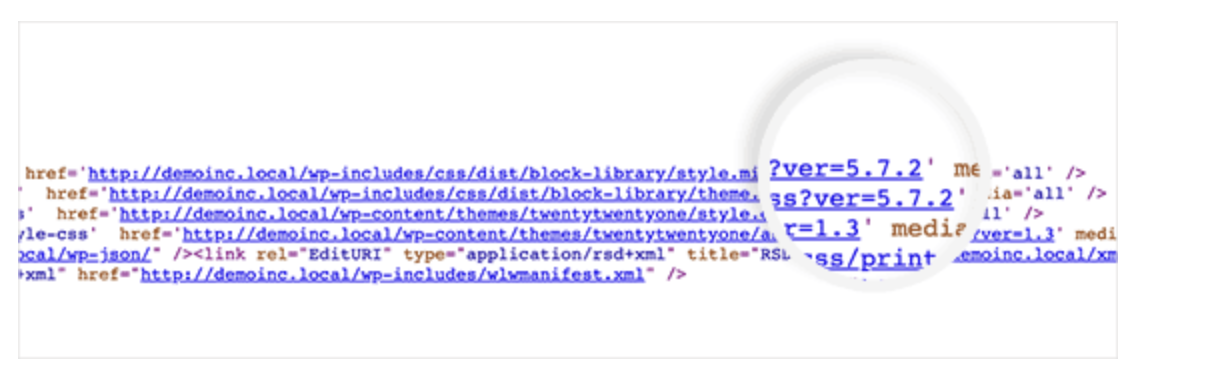 href='http://demoinc.local/wp-includes/css/dist/block-library/style.mi ?ver=5.7.2' me ='all' />
' href='http://demoinc.local/wp-includes/css/dist/block-library/theme. ss?ver=5.7.2' ia='all' />
s' href='http://demoinc.local/wp-content/themes/twentytwentyone/style. r=1.3' media ll' />
yle-css' href='http://demoinc.local/wp-content/themes/twentytwentyone/a ss/print ver=1.3' medi
ocal/wp-json/" /><link rel="EditURI" type="application/rsd+xml" title="RSD emoinc.local/xm
+xml" href="http://demoinc.local/wp-includes/wlwmanifest.xml" />